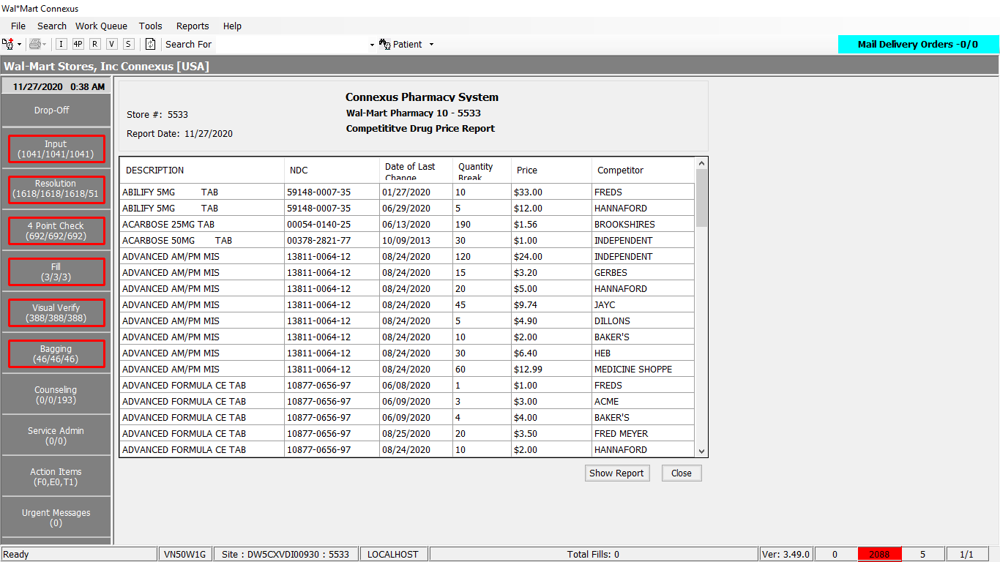 Wal*Mart Connexus
File Search Work Queue Tools Reports Help
I 4P R V S Search For Patient Mail Delivery Orders -0/0
Wal-Mart Stores, Inc Connexus [USA]
11/27/2020 0:38 AM
Drop-Off
Input
(1041/1041/1041)
Resolution
(1618/1618/1618/51
4 Point Check
(692/692/692)
Fill
(3/3/3)
Visual Verify
(388/388/388)
Bagging
(46/46/46)
Counseling
(0/0/193)
Service Admin
(0/0)
Action Items
(F0,E0,T1)
Urgent Messages
(0)
Connexus Pharmacy System
Store #: 5533 Wal-Mart Pharmacy 10 - 5533
Report Date: 11/27/2020 Competititve Drug Price Report
DESCRIPTION NDC Date of Last Change Quantity Break Price Competitor
ABILIFY 5MG TAB 59148-0007-35 01/27/2020 10 $33.00 FREDS
ABILIFY 5MG TAB 59148-0007-35 06/29/2020 5 $12.00 HANNAFORD
ACARBOSE 25MG TAB 00054-0140-25 06/13/2020 190 $1.56 BROOKSHIRES
ACARBOSE 50MG TAB 00378-2821-77 10/09/2013 30 $1.00 INDEPENDENT
ADVANCED AM/PM MIS 13811-0064-12 08/24/2020 120 $24.00 INDEPENDENT
ADVANCED AM/PM MIS 13811-0064-12 08/24/2020 15 $3.20 GERBES
ADVANCED AM/PM MIS 13811-0064-12 08/24/2020 20 $5.00 HANNAFORD
ADVANCED AM/PM MIS 13811-0064-12 08/24/2020 45 $9.74 JAYC
ADVANCED AM/PM MIS 13811-0064-12 08/24/2020 5 $4.90 DILLONS
ADVANCED AM/PM MIS 13811-0064-12 08/24/2020 10 $2.00 BAKER'S
ADVANCED AM/PM MIS 13811-0064-12 08/24/2020 30 $6.40 HEB
ADVANCED AM/PM MIS 13811-0064-12 08/24/2020 60 $12.99 MEDICINE SHOPPE
ADVANCED FORMULA CE TAB 10877-0656-97 06/08/2020 1 $1.00 FREDS
ADVANCED FORMULA CE TAB 10877-0656-97 06/09/2020 3 $3.00 ACME
ADVANCED FORMULA CE TAB 10877-0656-97 06/09/2020 4 $4.00 BAKER'S
ADVANCED FORMULA CE TAB 10877-0656-97 08/25/2020 20 $3.50 FRED MEYER
ADVANCED FORMULA CE TAB 10877-0656-97 08/24/2020 10 $2.00 HANNAFORD
Show Report Close
Ready VN50W1G Site : DW5CXVDI00930 : 5533 LOCALHOST Total Fills: 0 Ver: 3.49.0 0 2088 5 1/1